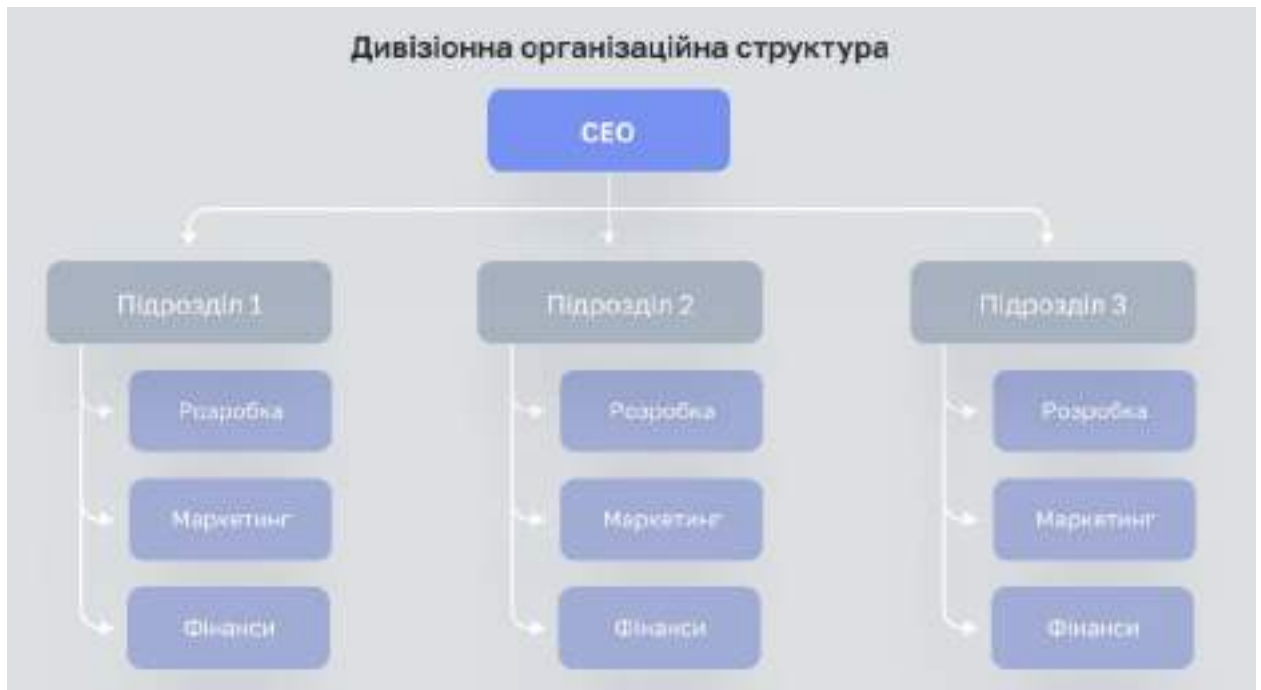 Дивізіонна організаційна структура
CEO
Підрозділ 1
Підрозділ 2
Підрозділ 3
Розробка
Розробка
Розробка
Маркетинг
Маркетинг
Маркетинг
Фінанси
Фінанси
Фінанси